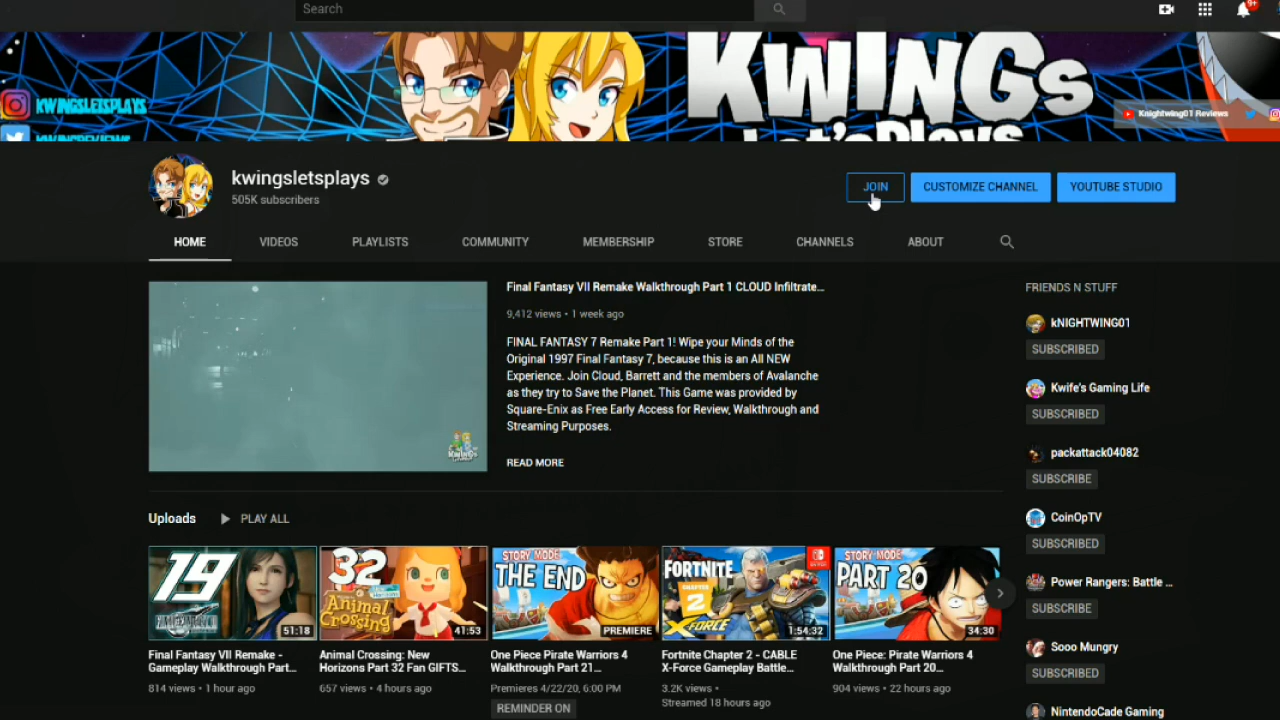 Search
9+
KWINGSLETSPLAYS
KWINGREVIEWS
KWINGS
Let'sPlays
Knightwing01 Reviews
kwingsletsplays
505K subscribers
JOIN
CUSTOMIZE CHANNEL
YOUTUBE STUDIO
HOME
VIDEOS
PLAYLISTS
COMMUNITY
MEMBERSHIP
STORE
CHANNELS
ABOUT
Final Fantasy VII Remake Walkthrough Part 1 CLOUD Infiltrate...
9,412 views • 1 week ago
FINAL FANTASY 7 Remake Part 1! Wipe your Minds of the
Original 1997 Final Fantasy 7, because this is an All NEW
Experience. Join Cloud, Barrett and the members of Avalanche
as they try to Save the Planet. This Game was provided by
Square-Enix as Free Early Access for Review, Walkthrough and
Streaming Purposes.
READ MORE
KWINGS
FRIENDS N STUFF
kNIGHTWING01
SUBSCRIBED
Kwife's Gaming Life
SUBSCRIBED
packattack04082
SUBSCRIBE
CoinOpTV
SUBSCRIBED
Power Rangers: Battle ...
SUBSCRIBE
Sooo Mungry
SUBSCRIBED
NintendoCade Gaming
Uploads
PLAY ALL
19
51:18
32
Animal
Crossing
41:53
STORY MODE
THE END
PREMIERE
FORTNITE
CHAPTER
2
X-FORCE
1:54:32
STORY MODE
PART 20
34:30
Final Fantasy VII Remake -
Gameplay Walkthrough Part...
814 views • 1 hour ago
Animal Crossing: New
Horizons Part 32 Fan GIFTS...
657 views • 4 hours ago
One Piece Pirate Warriors 4
Walkthrough Part 21...
Premieres 4/22/20, 6:00 PM
REMINDER ON
Fortnite Chapter 2 - CABLE
X-Force Gameplay Battle...
3.2K views •
Streamed 18 hours ago
One Piece: Pirate Warriors 4
Walkthrough Part 20...
904 views • 22 hours ago